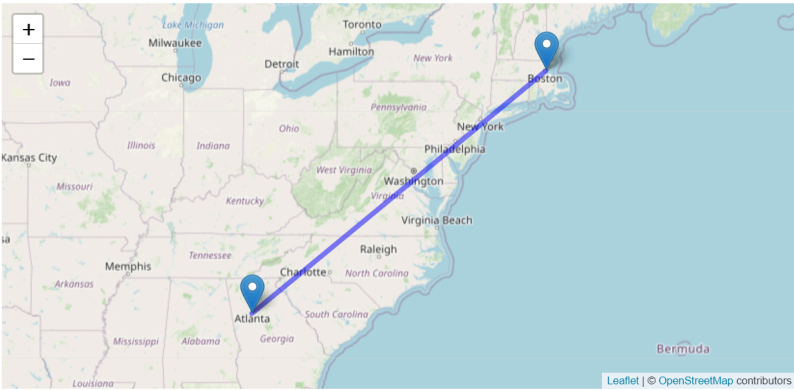 +
−
Lake Michigan
Toronto
Milwaukee
Hamilton
New York
Detroit
Chicago
Boston
Iowa
Pennsylvania
New York
Ohio
Illinois
Indiana
Philadelphia
Kansas City
West Virginia
Washington
Missouri
Virginia
Kentucky
Virginia Beach
sa
Raleigh
Tennessee
Memphis
Charlotte
North Carolina
Arkansas
Atlanta
South Carolina
Mississippi
Alabama
Georgia
Bermuda
Louisiana
Leaflet | © OpenStreetMap contributors